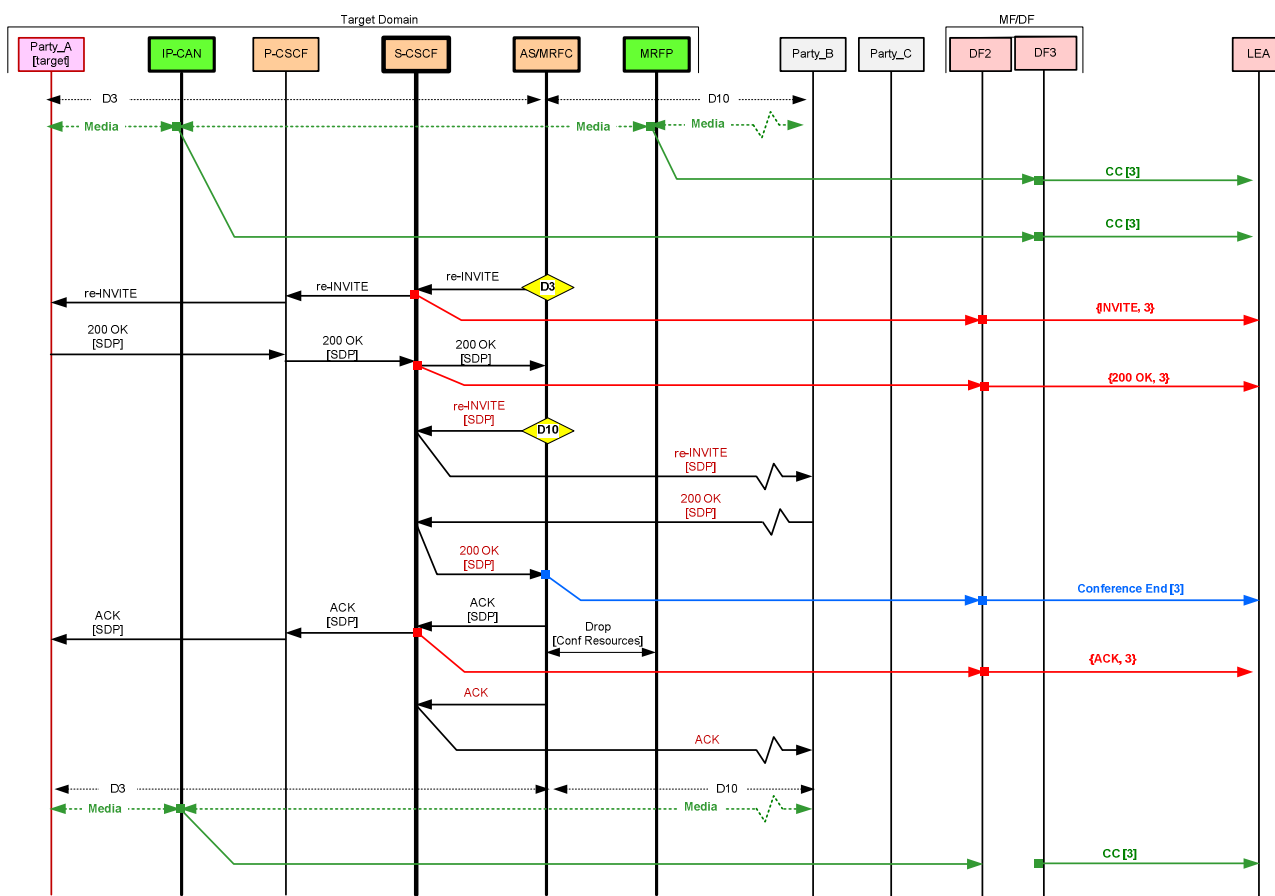 Target Domain
MF/DF
Party_A
[target]
IP-CAN
P-CSCF
S-CSCF
AS/MRFC
MRFP
Party_B
Party_C
DF2
DF3
LEA
D3
D10
Media
Media
Media
CC [3]
CC [3]
re-INVITE
re-INVITE
re-INVITE
D3
{INVITE, 3}
200 OK
[SDP]
200 OK
[SDP]
200 OK
[SDP]
{200 OK, 3}
re-INVITE
[SDP]
D10
re-INVITE
[SDP]
200 OK
[SDP]
200 OK
[SDP]
Conference End [3]
ACK
[SDP]
ACK
[SDP]
ACK
[SDP]
Drop
[Conf Resources]
{ACK, 3}
ACK
ACK
D3
D10
Media
Media
CC [3]